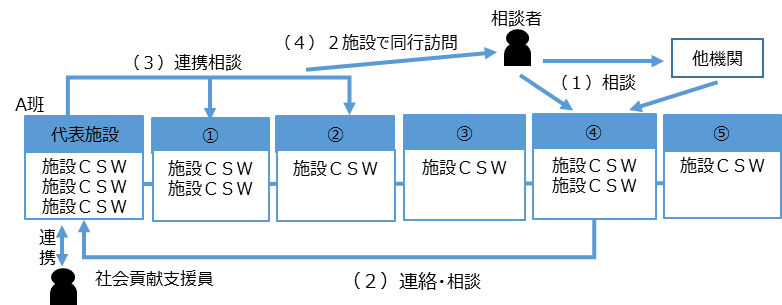 相談者
（４）２施設で同行訪問
（３）連携相談
他機関
（１）相談
A班
代表施設
施設ＣＳＷ
施設ＣＳＷ
施設ＣＳＷ
①
施設ＣＳＷ
施設ＣＳＷ
②
施設ＣＳＷ
③
施設ＣＳＷ
④
施設ＣＳＷ
施設ＣＳＷ
⑤
施設ＣＳＷ
連
携
社会貢献支援員
（２）連絡・相談